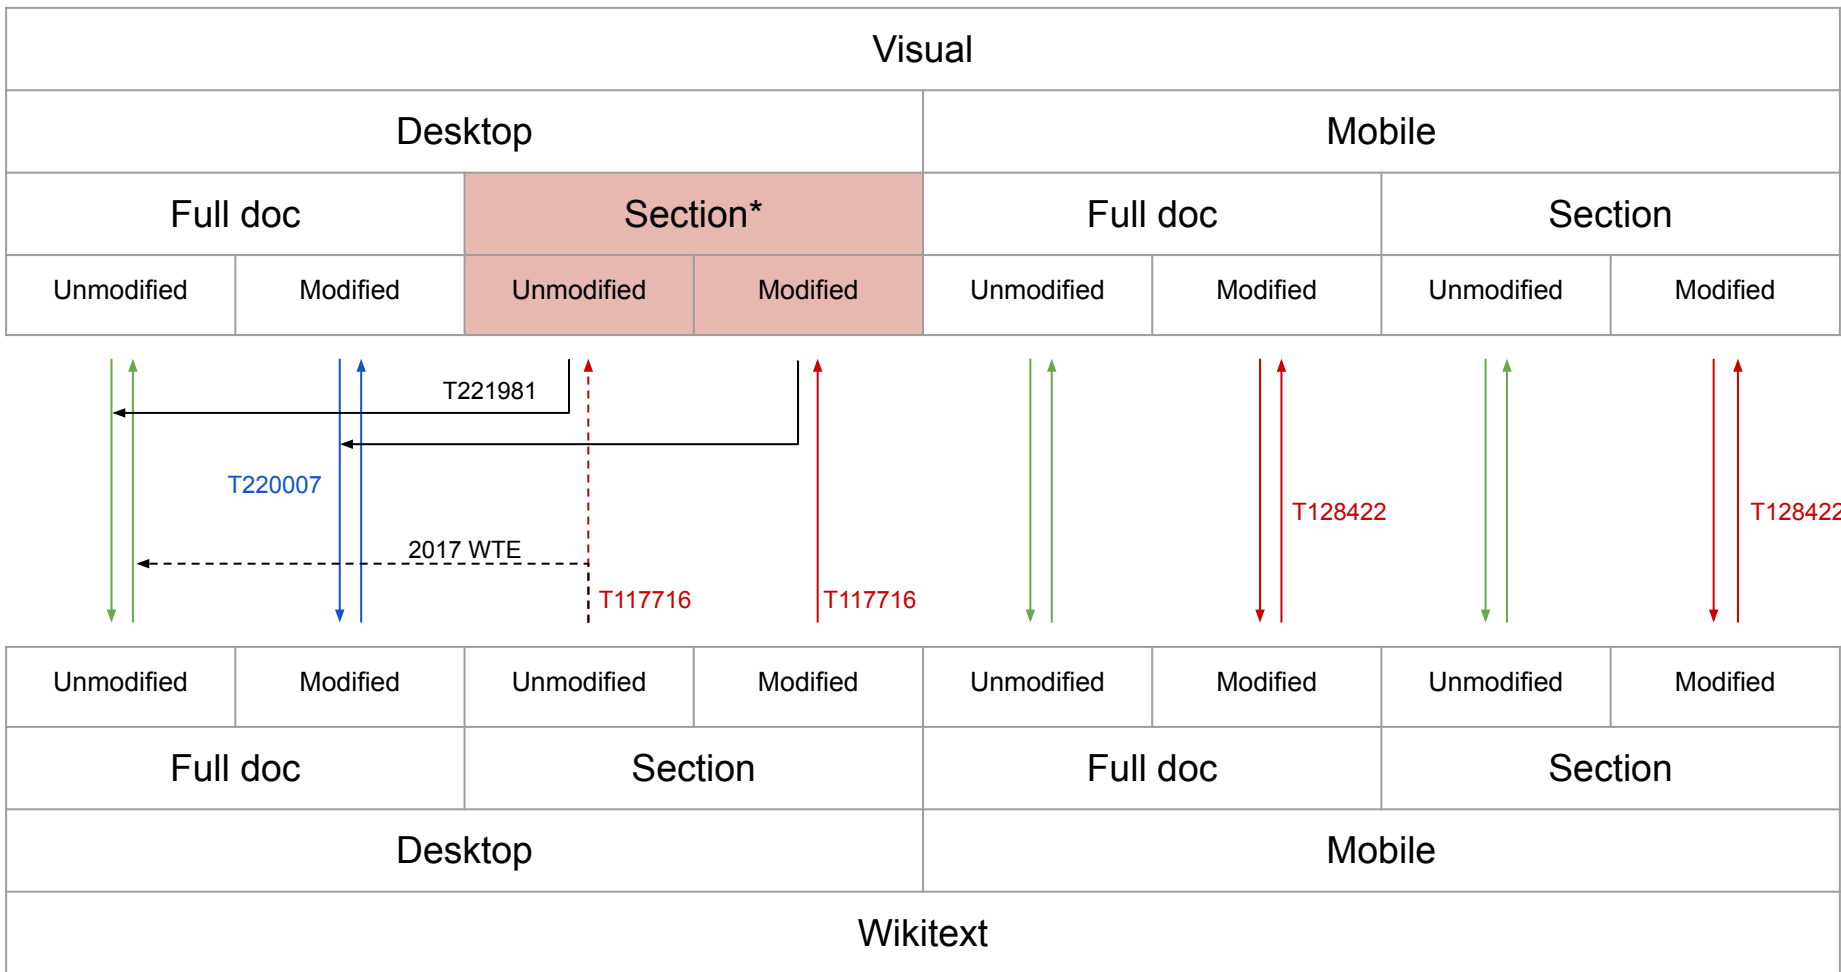 Visual
Desktop Mobile
Full doc Section* Full doc Section
Unmodified Modified Unmodified Modified Unmodified Modified Unmodified Modified
T221981
T220007
T128422 T128422
2017 WTE
T117716 T117716
Unmodified Modified Unmodified Modified Unmodified Modified Unmodified Modified
Full doc Section Full doc Section
Desktop Mobile
Wikitext